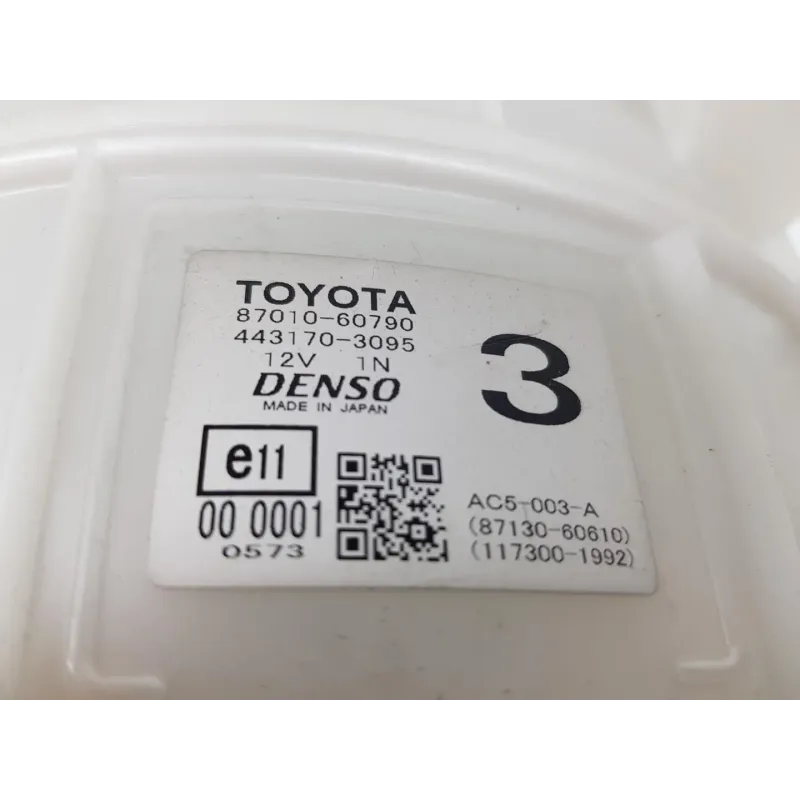 TOYOTA
87010-60790
443170-3095
12V 1N
DENSO
MADE IN JAPAN
3
e11
00 0001
0573
AC5-003-A
(87130-60610)
(117300-1992)